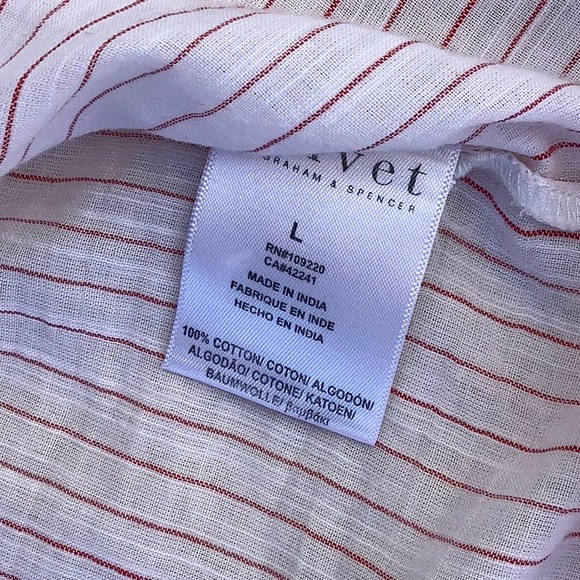 vet
GRAHAM & SPENCER
L
RN#109220
CA#42241
MADE IN INDIA
FABRIQUE EN INDE
HECHO EN INDIA
100% COTTON/ COTON/ ALGODÓN/
ALGODÃO/ COTONE/ KATOEN/
BAUMWOLLE/ βαμβάκι